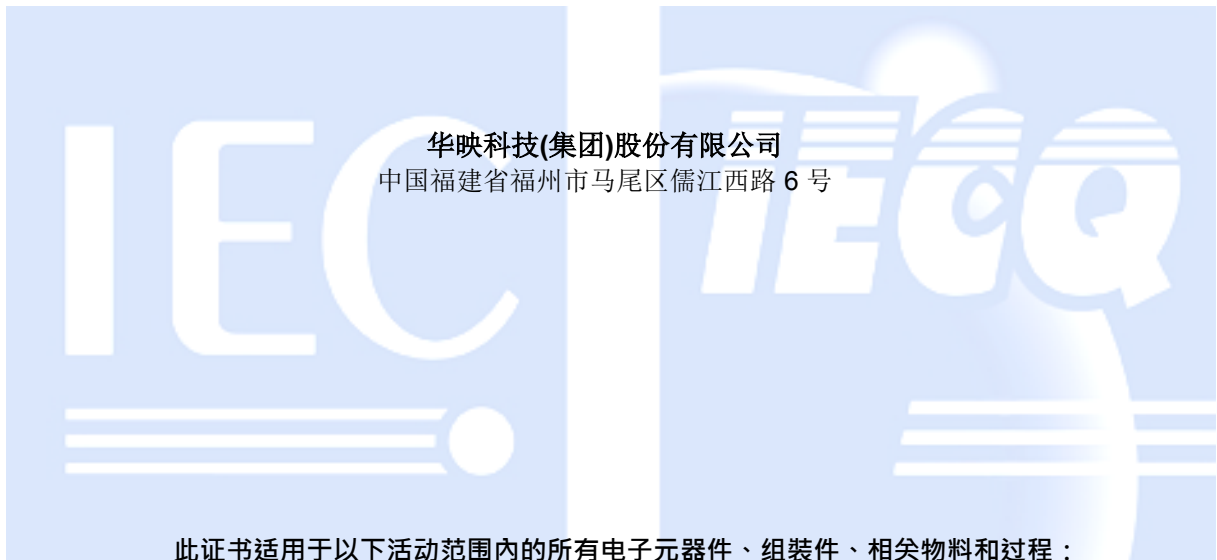 IEC
IECQ
华映科技(集团)股份有限公司
中国福建省福州市马尾区儒江西路 6 号
此证书适用于以下活动范围内的所有电子元器件、组装件、相关物料和过程：